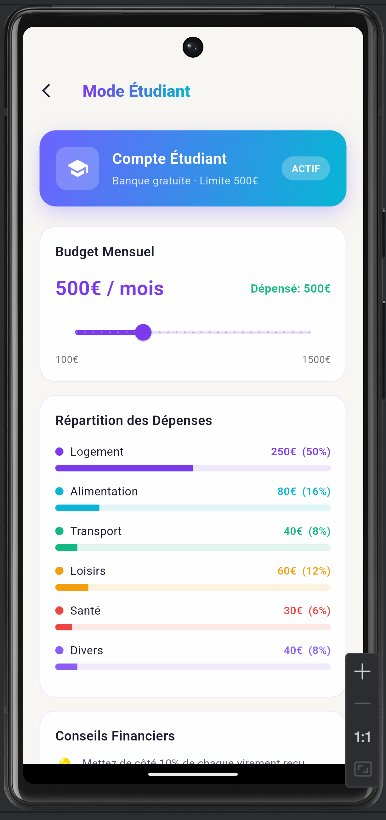 Mode Étudiant
Compte Étudiant
Banque gratuite · Limite 500€
ACTIF
Budget Mensuel
500€ / mois
Dépensé: 500€
100€
1500€
Répartition des Dépenses
Logement
250€ (50%)
Alimentation
80€ (16%)
Transport
40€ (8%)
Loisirs
60€ (12%)
Santé
30€ (6%)
Divers
40€ (8%)
Conseils Financiers
Mettez de côté 10% de chaque virement reçu
1:1